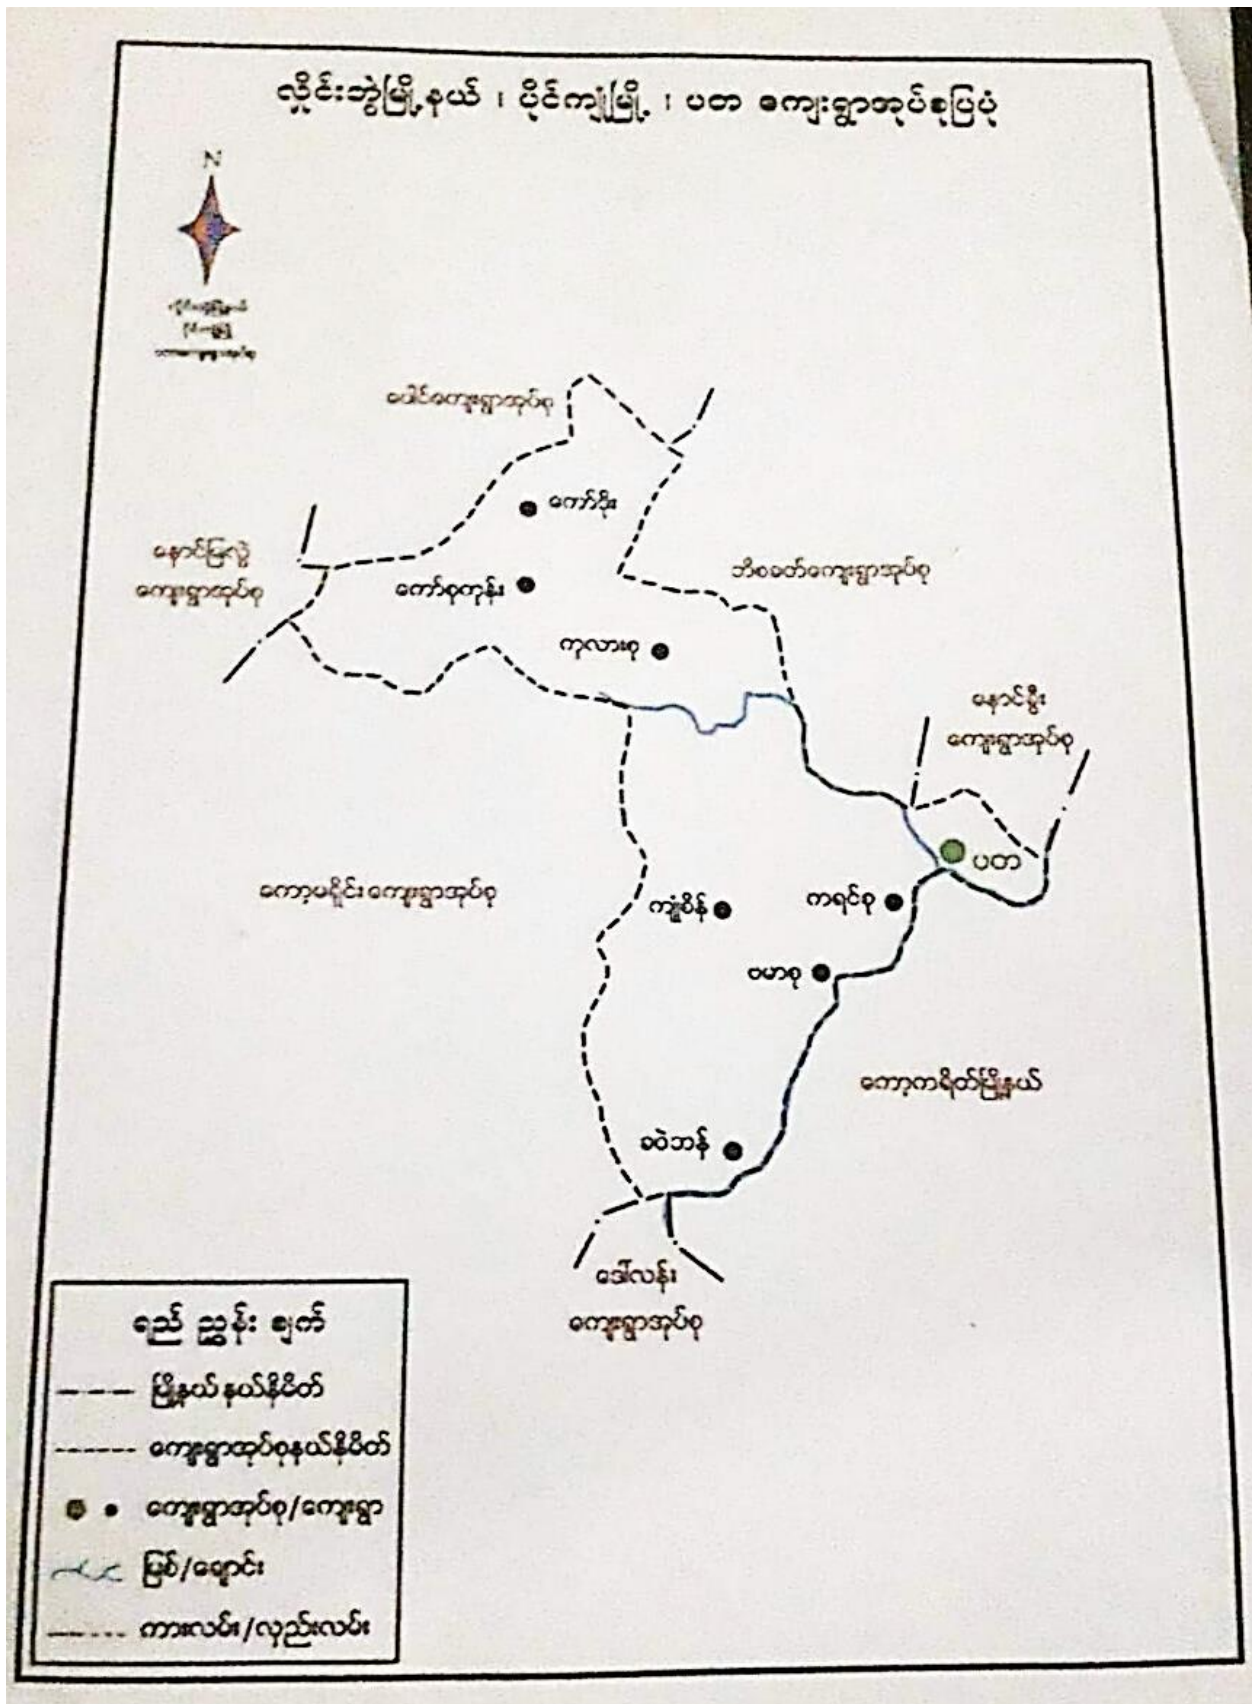 လှိုင်းဘွဲမြို့နယ် ၊ ပိုင်ကျုံမြို့ ၊ ပတ ကျေးရွာအုပ်စုပြပုံ
N
ပေါင်ကျေးရွာအုပ်စု
ကော်ဒိုး
နောင်မြလွဲ
ကျေးရွာအုပ်စု
ဘိစခတ်ကျေးရွာအုပ်စု
ကော်စုကုန်း
ကုလားစု
ကျေးရွာအုပ်စု
ပတ
ကော့မရှိုင်း ကျေးရွာအုပ်စု
ကျုံစိန်
ကရင်စု
ဗမာစု
ကော့ကရိတ်မြို့နယ်
ခဝဲဘန်
ဒေါ်လန်း
ကျေးရွာအုပ်စု
ရည် ညွှန်း ချက်
မြို့နယ်နယ်နိမိတ်
ကျေးရွာအုပ်စုနယ်နိမိတ်
ကျေးရွာအုပ်စု/ကျေးရွာ
မြစ်/ချောင်း
ကားလမ်း/လှည်းလမ်း